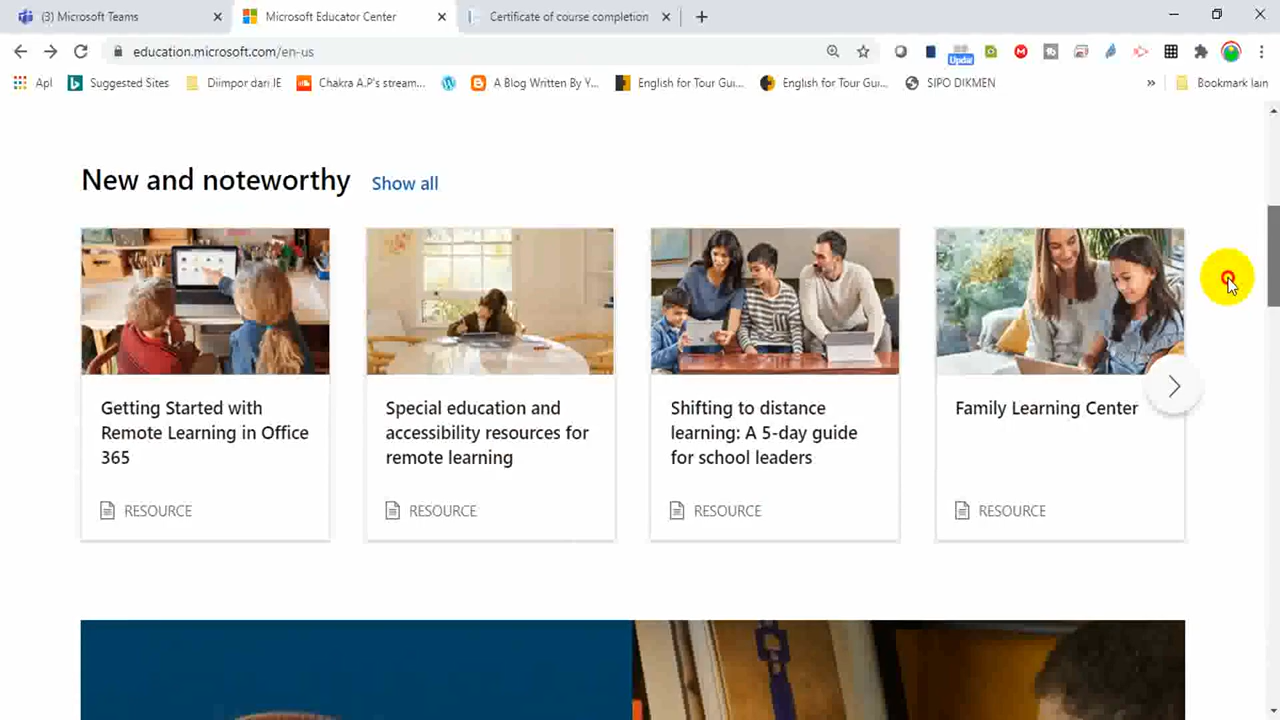 (3) Microsoft Teams
Microsoft Educator Center
Certificate of course completion
education.microsoft.com/en-us
Update
Apl
Suggested Sites
Diimpor dari IE
Chakra A.P's stream...
A Blog Written By Y...
English for Tour Gui...
English for Tour Gui...
SIPO DIKMEN
Bookmark lain
New and noteworthy Show all
Getting Started with
Remote Learning in Office
365
RESOURCE
Special education and
accessibility resources for
remote learning
RESOURCE
Shifting to distance
learning: A 5-day guide
for school leaders
RESOURCE
Family Learning Center
RESOURCE